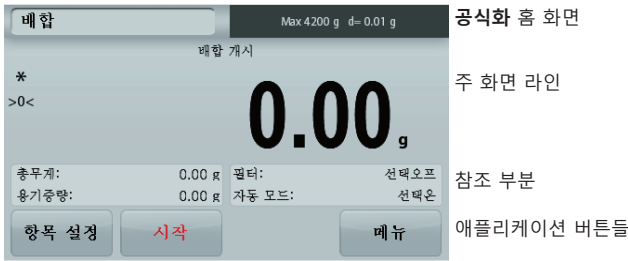 배합 Max 4200 g d= 0.01 g 공식화 홈 화면
배합 개시
*
주 화면 라인
>0<
0.00 g
총무게: 0.00 g 필터: 선택오프
참조 부분
용기중량: 0.00 g 자동 모드: 선택온
항목 설정 시작 메뉴 애플리케이션 버튼들